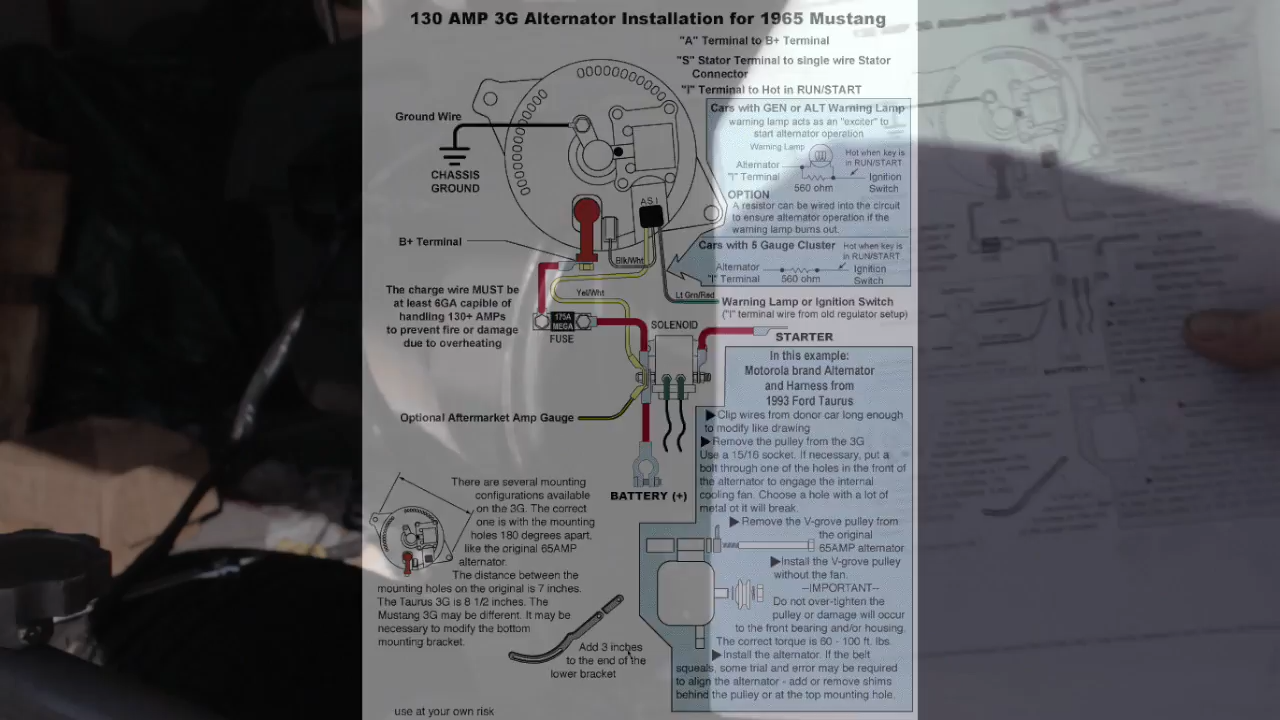 130 AMP 3G Alternator Installation for 1965 Mustang
"A" Terminal to B+ Terminal
"S" Stator Terminal to single wire Stator
Connector
"I" Terminal to Hot in RUN/START
Ground Wire
CHASSIS
GROUND
Cars with GEN or ALT Warning Lamp
warning lamp acts as an "exciter" to
start alternator operation
Warning Lamp
Hot when key is
in RUN/START
Alternator
"I" Terminal
560 ohm
Ignition
Switch
OPTION
A resistor can be wired into the circuit
to ensure alternator operation if the
warning lamp burns out.
A S I
B+ Terminal
Blk/Wht
Cars with 5 Gauge Cluster
Hot when key is
in RUN/START
Alternator
"I" Terminal
560 ohm
Ignition
Switch
The charge wire MUST be
at least 6GA capible of
handling 130+ AMPs
to prevent fire or damage
due to overheating
Yel/Wht
Lt Grn/Red
Warning Lamp or Ignition Switch
("I" terminal wire from old regulator setup)
175A
MEGA
FUSE
SOLENOID
STARTER
Optional Aftermarket Amp Gauge
BATTERY (+)
In this example:
Motorola brand Alternator
and Harness from
1993 Ford Taurus
Clip wires from donor car long enough
to modify like drawing
Remove the pulley from the 3G
Use a 15/16 socket. If necessary, put a
bolt through one of the holes in the front of
the alternator to engage the internal
cooling fan. Choose a hole with a lot of
metal ot it will break.
Remove the V-grove pulley from
the original
65AMP alternator
Install the V-grove pulley
without the fan.
--IMPORTANT--
Do not over-tighten the
pulley or damage will occur
to the front bearing and/or housing.
The correct torque is 60 - 100 ft. lbs.
Install the alternator. If the belt
squeals, some trial and error may be required
to align the alternator - add or remove shims
behind the pulley or at the top mounting hole.
There are several mounting
configurations available
on the 3G. The correct
one is with the mounting
holes 180 degrees apart,
like the original 65AMP
alternator.
The distance between the
mounting holes on the original is 7 inches.
The Taurus 3G is 8 1/2 inches. The
Mustang 3G may be different. It may be
necessary to modify the bottom
mounting bracket.
Add 3 inches
to the end of the
lower bracket
use at your own risk